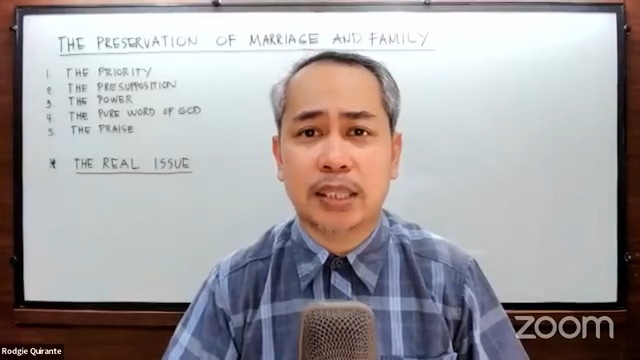 THE PRESERVATION OF MARRIAGE AND FAMILY
1. THE PRIORITY
2 THE PRESUPPOSITION
3. THE POWER
4. THE PURE WORD OF GOD
5. THE PRAISE
* THE REAL ISSUE
zoom
Rodgie Quirante